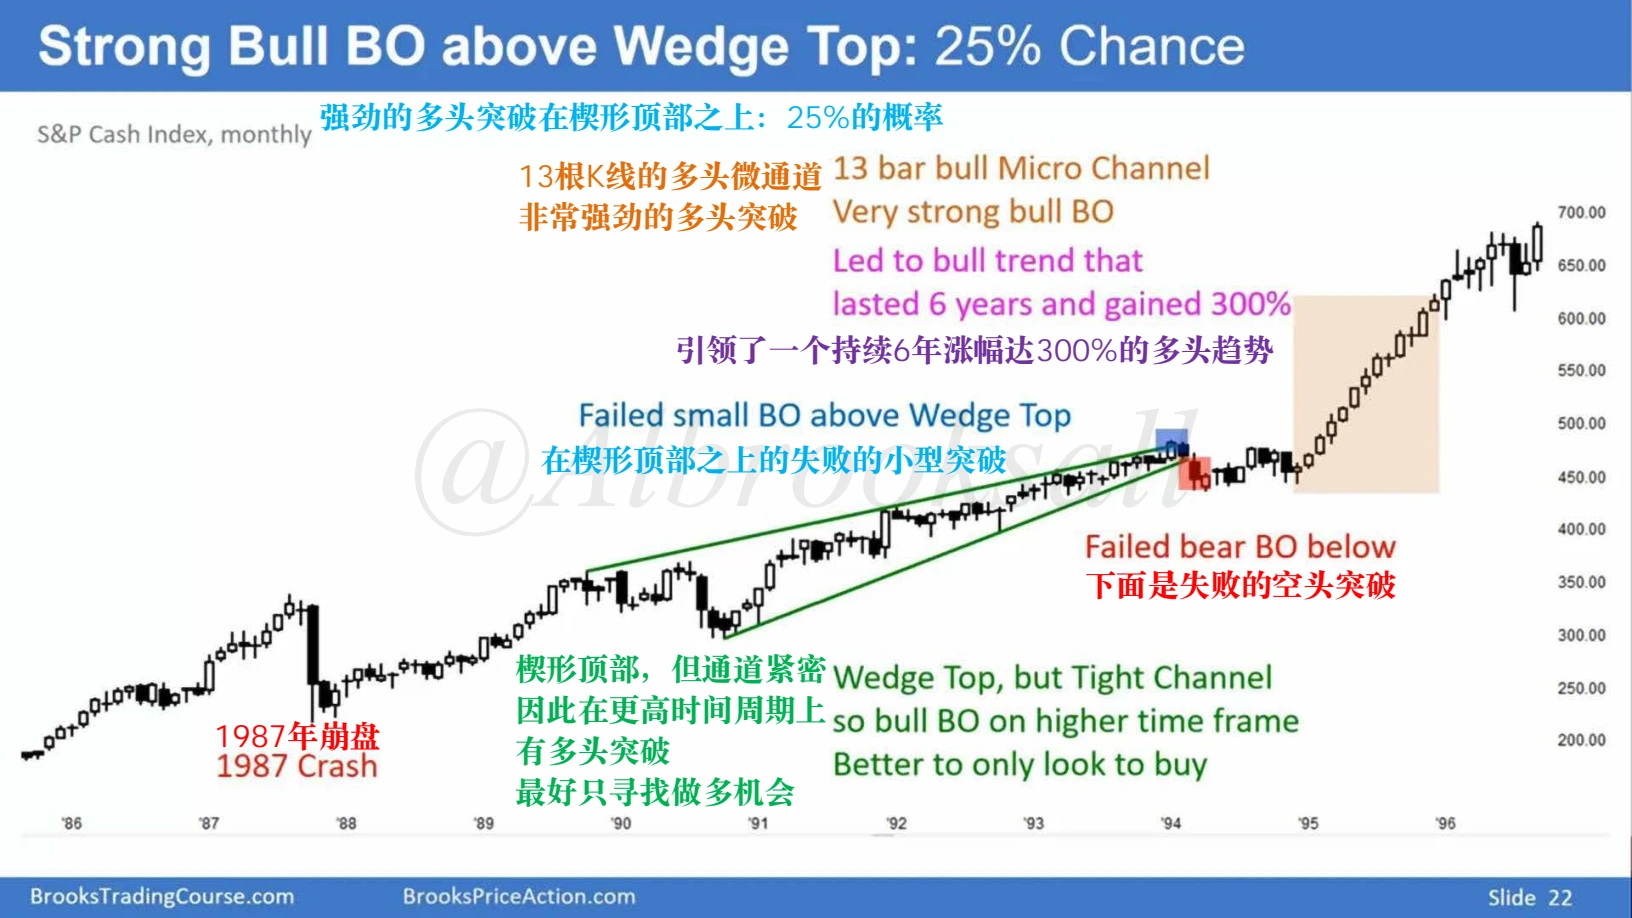 Strong Bull BO above Wedge Top: 25% Chance
强劲的多头突破在楔形顶部之上：25%的概率
S&P Cash Index, monthly
13根K线的多头微通道
非常强劲的多头突破
13 bar bull Micro Channel
Very strong bull BO
Led to bull trend that
lasted 6 years and gained 300%
引领了一个持续6年涨幅达300%的多头趋势
Failed small BO above Wedge Top
在楔形顶部之上的失败的小型突破
@Albrooksall
Failed bear BO below
下面是失败的空头突破
楔形顶部，但通道紧密
因此在更高时间周期上
有多头突破
最好只寻找做多机会
Wedge Top, but Tight Channel
so bull BO on higher time frame
Better to only look to buy
1987年崩盘
1987 Crash
700.00
650.00
600.00
550.00
500.00
450.00
400.00
350.00
300.00
250.00
200.00
'86 '87 '88 '89 '90 '91 '92 '93 '94 '95 '96
BrooksTradingCourse.com BrooksPriceAction.com Slide 22